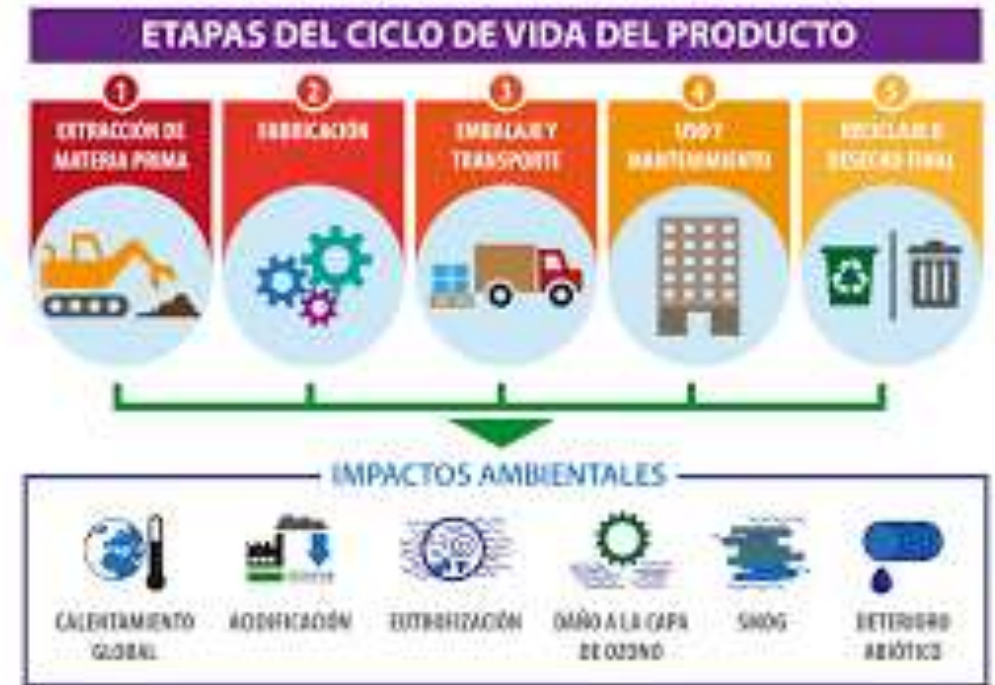 ETAPAS DEL CICLO DE VIDA DEL PRODUCTO
1
EXTRACCIÓN DE
MATERIA PRIMA
2
FABRICACIÓN
3
EMBALAJE Y
TRANSPORTE
4
USO Y
MANTENIMIENTO
5
RECICLAJE O
DESECHO FINAL
IMPACTOS AMBIENTALES
CALENTAMIENTO
GLOBAL
ACIDIFICACIÓN
EUTROFIZACIÓN
DAÑO A LA CAPA
DE OZONO
SMOG
DETERIORO
ABIÓTICO